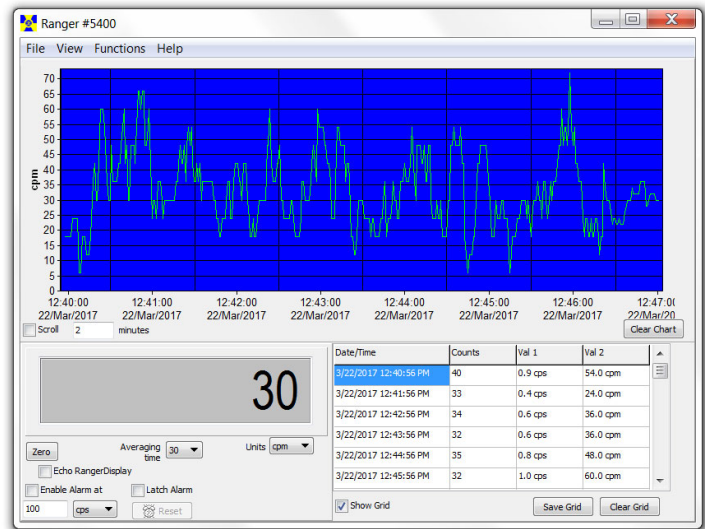 Ranger #5400
File View Functions Help
70
65
60
55
50
45
40
35
30
25
20
15
10
5
0
cpm
12:40:00 12:41:00 12:42:00 12:43:00 12:44:00 12:45:00 12:46:00 12:47:0
22/Mar/2017 22/Mar/2017 22/Mar/2017 22/Mar/2017 22/Mar/2017 22/Mar/2017 22/Mar/2017 22/Mar/20
Scroll 2 minutes Clear Chart
30
Zero Averaging time 30 Units cpm
Echo RangerDisplay
Enable Alarm at Latch Alarm
100 cps Reset
Date/Time Counts Val 1 Val 2
3/22/2017 12:40:56 PM 40 0.9 cps 54.0 cpm
3/22/2017 12:41:56 PM 33 0.4 cps 24.0 cpm
3/22/2017 12:42:56 PM 34 0.6 cps 36.0 cpm
3/22/2017 12:43:56 PM 32 0.6 cps 36.0 cpm
3/22/2017 12:44:56 PM 35 0.8 cps 48.0 cpm
3/22/2017 12:45:56 PM 32 1.0 cps 60.0 cpm
Show Grid Save Grid Clear Grid